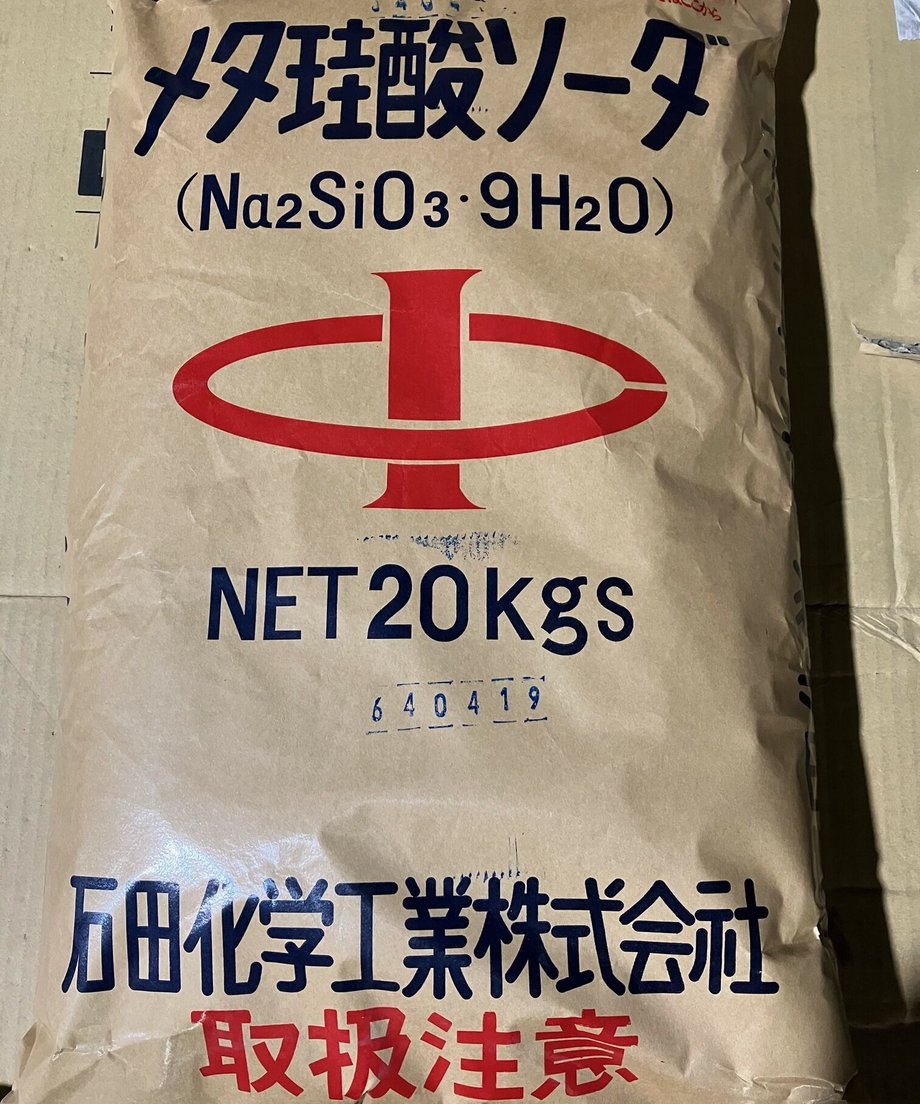 メタ珪酸ソーダ
(Na2SiO3·9H2O)
NET 20kgs
640419
石田化学工業株式会社
取扱注意